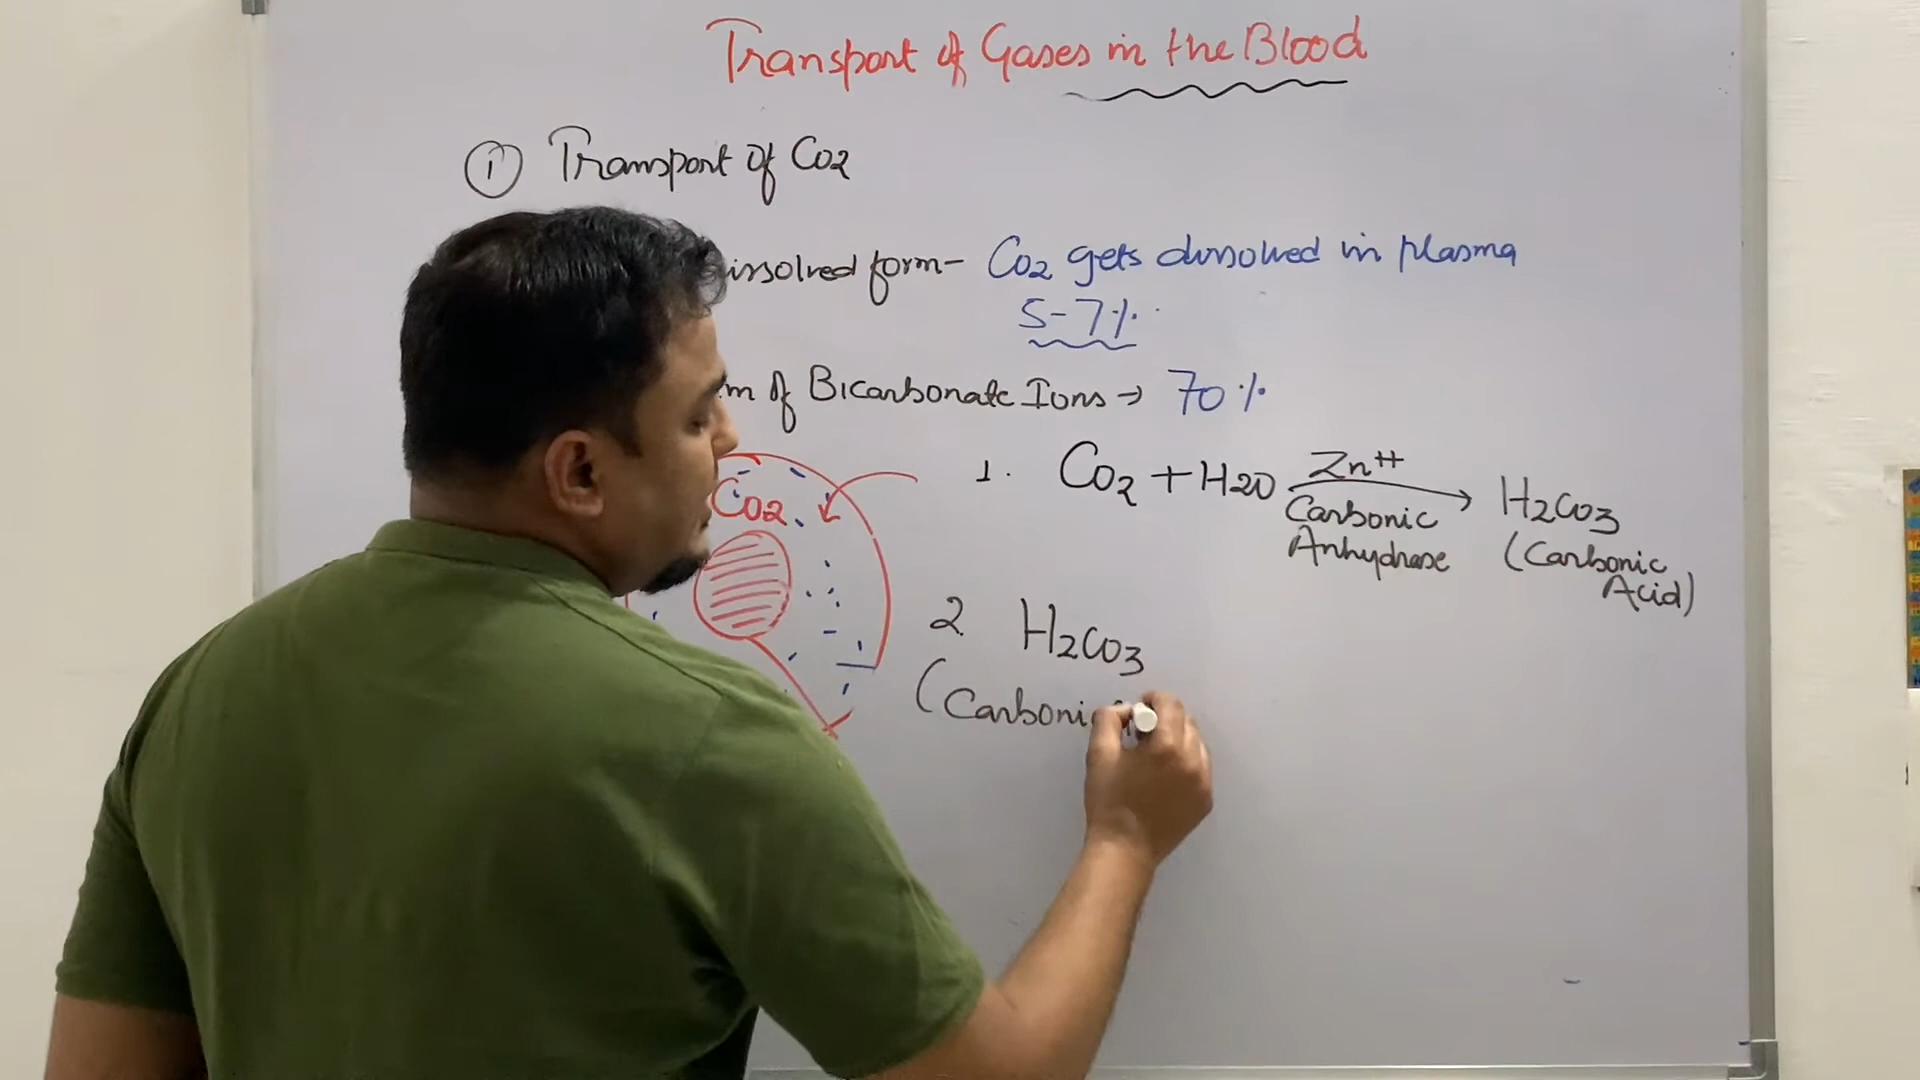 Transport of Gases in the Blood
① Transport of Co2
issolved form - Co2 gets dissolved in plasma
5-7%.
m of Bicarbonate Ions → 70%
Co2
1. Co2 + H2O Zn++ → H2Co3
Carbonic Anhydrase
(Carbonic Acid)
2 H2Co3
(Carbonic